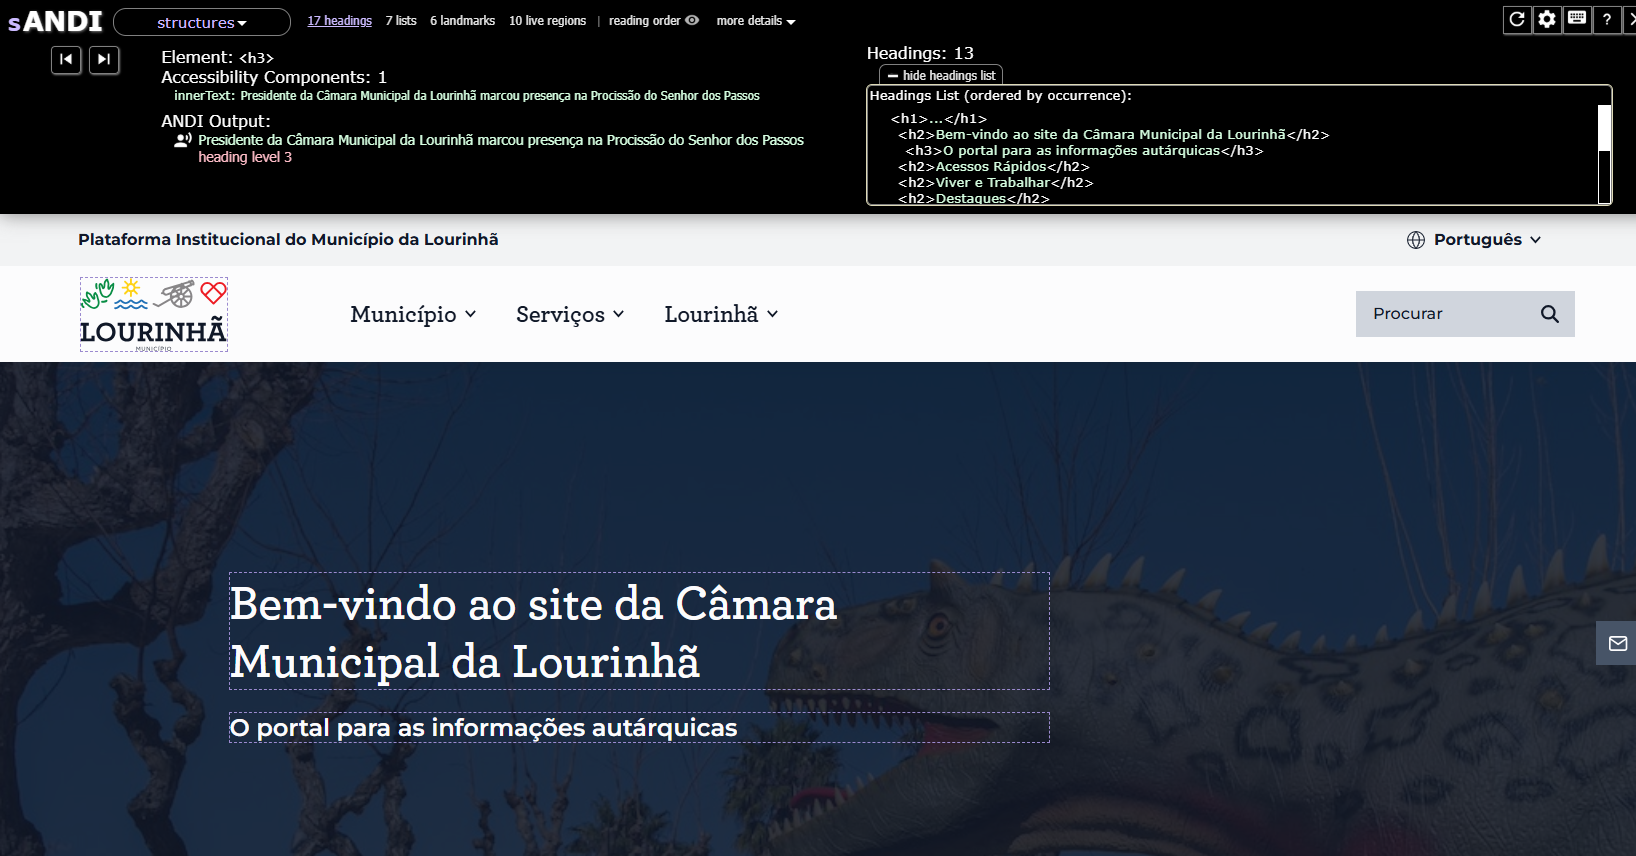 sANDI
structures
17 headings
7 lists
6 landmarks
10 live regions
|
reading order
more details
?
Element: <h3>
Accessibility Components: 1
innerText: Presidente da Câmara Municipal da Lourinhã marcou presença na Procissão do Senhor dos Passos
ANDI Output:
Presidente da Câmara Municipal da Lourinhã marcou presença na Procissão do Senhor dos Passos
heading level 3
Headings: 13
hide headings list
Headings List (ordered by occurrence):
<h1>...</h1>
<h2>Bem-vindo ao site da Câmara Municipal da Lourinhã</h2>
<h3>O portal para as informações autárquicas</h3>
<h2>Acessos Rápidos</h2>
<h2>Viver e Trabalhar</h2>
<h2>Destaques</h2>
Plataforma Institucional do Município da Lourinhã
Português
LOURINHÃ
MUNICÍPIO
Município
Serviços
Lourinhã
Procurar
Bem-vindo ao site da Câmara
Municipal da Lourinhã
O portal para as informações autárquicas